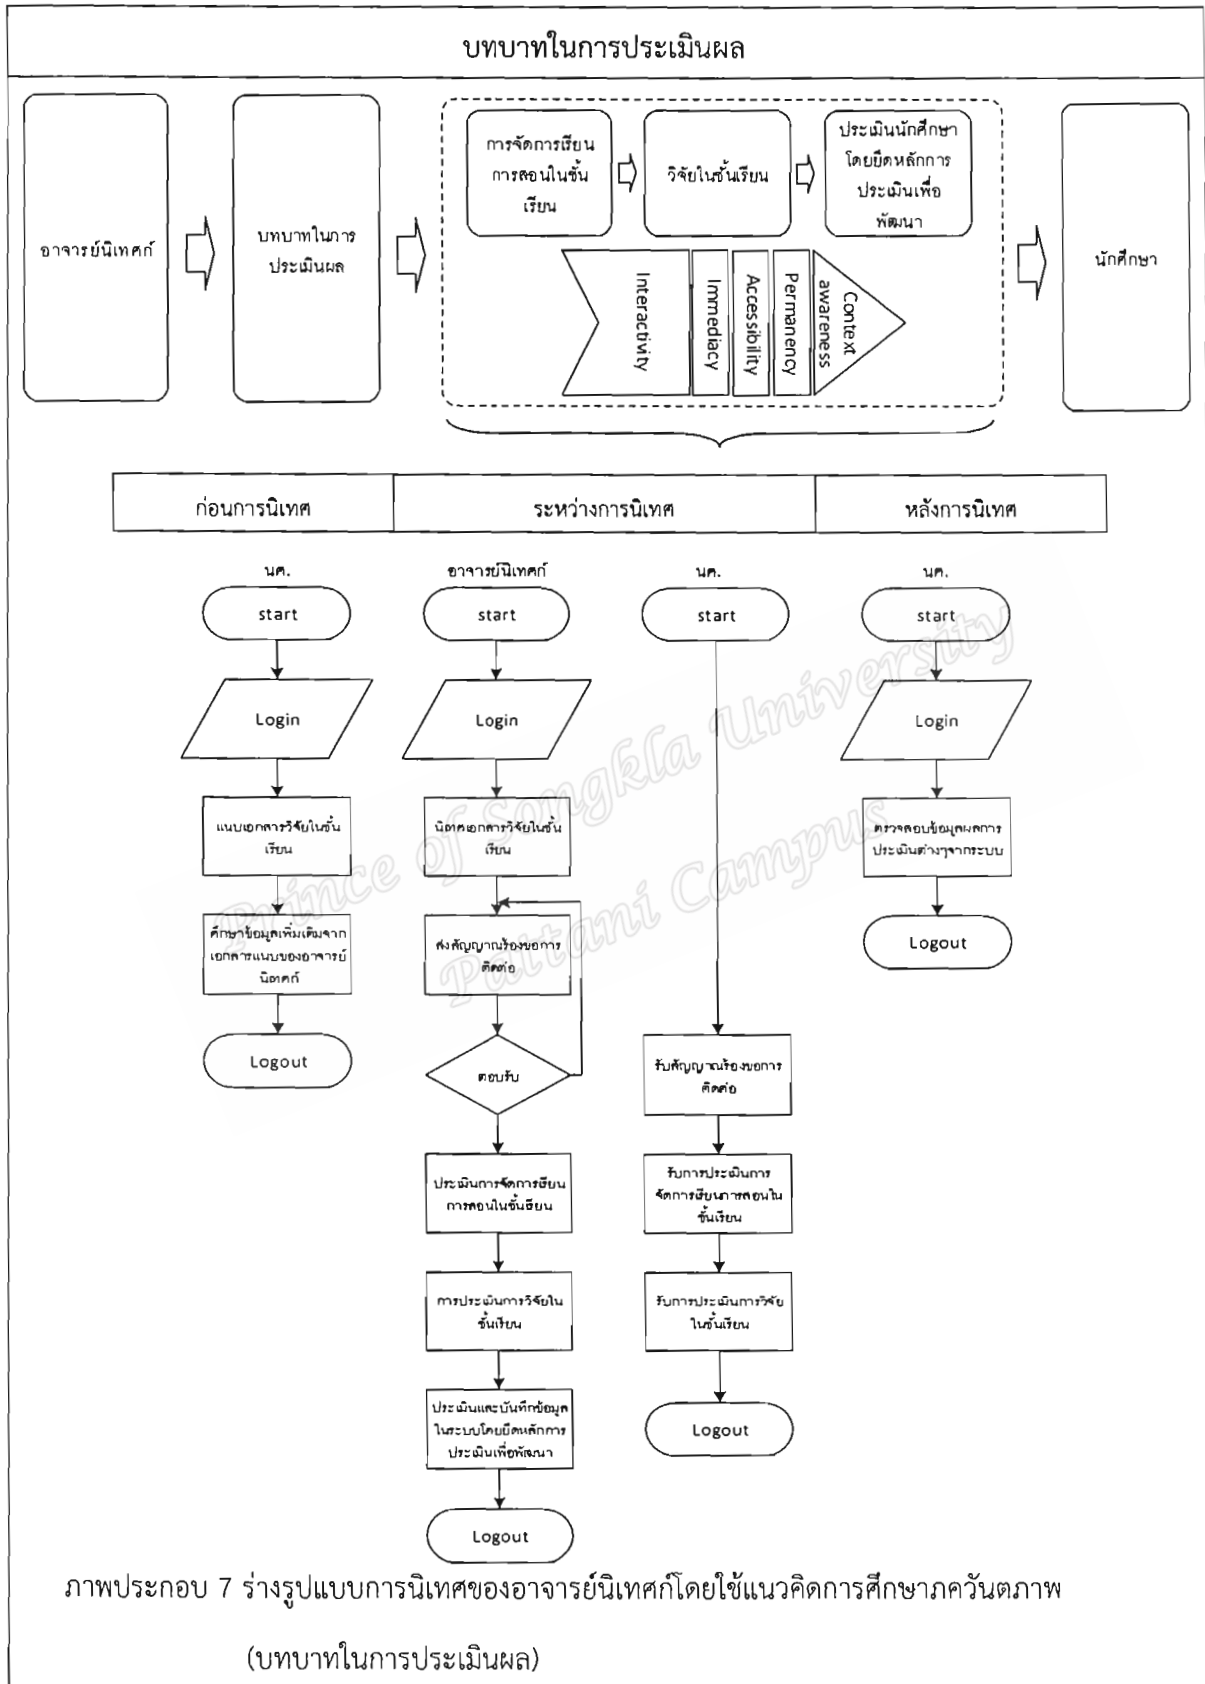 บทบาทในการประเมินผล
อาจารย์นิเทศก์
บทบาทในการ
ประเมินผล
การจัดการเรียน
การสอนในชั้น
เรียน
วิจัยในชั้นเรียน
ประเมินนักศึกษา
โดยยึดหลักการ
ประเมินเพื่อ
พัฒนา
Interactivity
Immediacy
Accessibility
Permanency
Context
awareness
นักศึกษา
ก่อนการนิเทศ
ระหว่างการนิเทศ
หลังการนิเทศ
นศ.
start
Login
แนบเอกสารวิจัยในชั้น
เรียน
ศึกษาข้อมูลเพิ่มเติมจาก
เอกสารแนบของอาจารย์
นิเทศก์
Logout
อาจารย์นิเทศก์
start
Login
นิเทศเอกสารวิจัยในชั้น
เรียน
ส่งสัญญาณร้องขอการ
ติดต่อ
ตอบรับ
ประเมินการจัดการเรียน
การสอนในชั้นเรียน
การประเมินการวิจัยใน
ชั้นเรียน
ประเมินและบันทึกข้อมูล
ในระบบโดยยึดหลักการ
ประเมินเพื่อพัฒนา
Logout
นศ.
start
รับสัญญาณร้องขอการ
ติดต่อ
รับการประเมินการ
จัดการเรียนการสอนใน
ชั้นเรียน
รับการประเมินการวิจัย
ในชั้นเรียน
Logout
นศ.
start
Login
ตรวจสอบข้อมูลผลการ
ประเมินต่างๆจากระบบ
Logout
Prince of Songkla University
Pattani Campus
ภาพประกอบ 7 ร่างรูปแบบการนิเทศของอาจารย์นิเทศก์โดยใช้แนวคิดการศึกษาภควันตภาพ
(บทบาทในการประเมินผล)